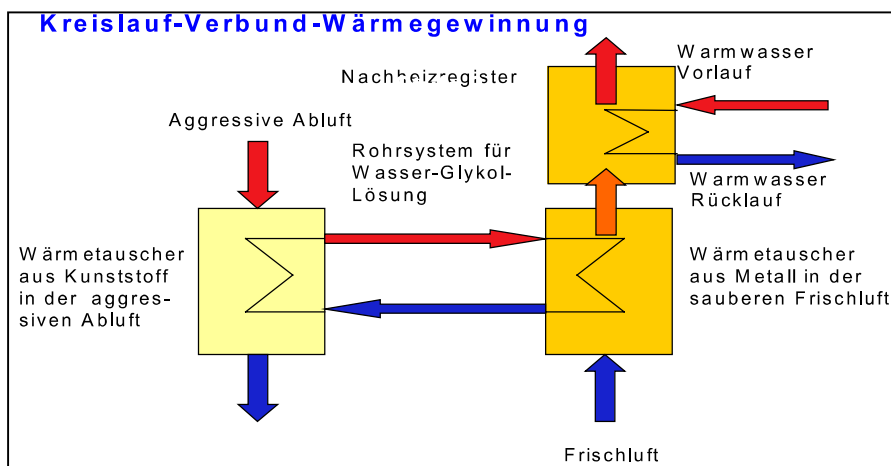 Kreislauf-Verbund-Wärmegewinnung
Nachheizregister
Warmwasser
Vorlauf
Aggressive Abluft
Rohrsystem für
Wasser-Glykol-
Lösung
Warmwasser
Rücklauf
Wärmetauscher
aus Kunststoff
in der aggres-
siven Abluft
Wärmetauscher
aus Metall in der
sauberen Frischluft
Frischluft